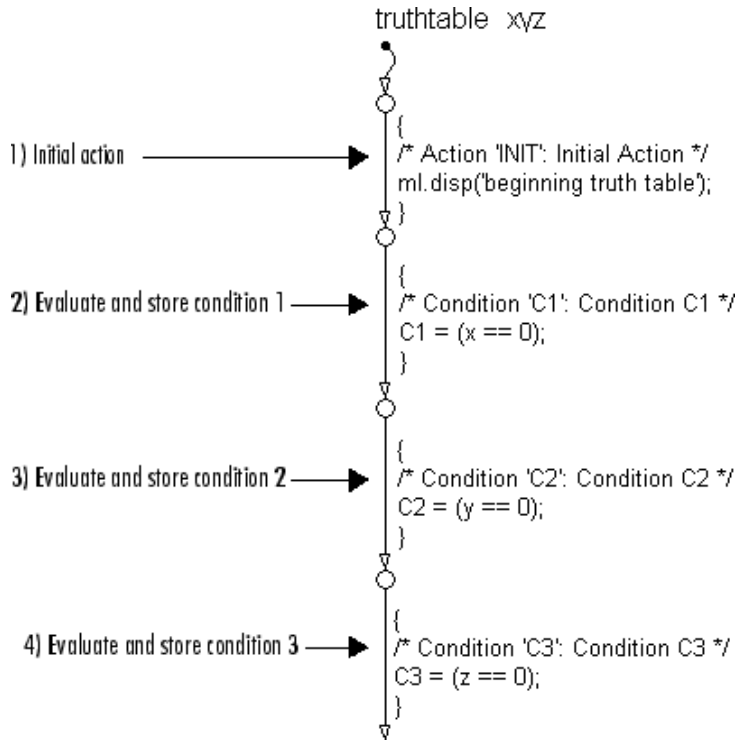 truthtable xyz
1) Initial action
{
/* Action 'INIT': Initial Action */
ml.disp('beginning truth table');
}
2) Evaluate and store condition 1
{
/* Condition 'C1': Condition C1 */
C1 = (x == 0);
}
3) Evaluate and store condition 2
{
/* Condition 'C2': Condition C2 */
C2 = (y == 0);
}
4) Evaluate and store condition 3
{
/* Condition 'C3': Condition C3 */
C3 = (z == 0);
}